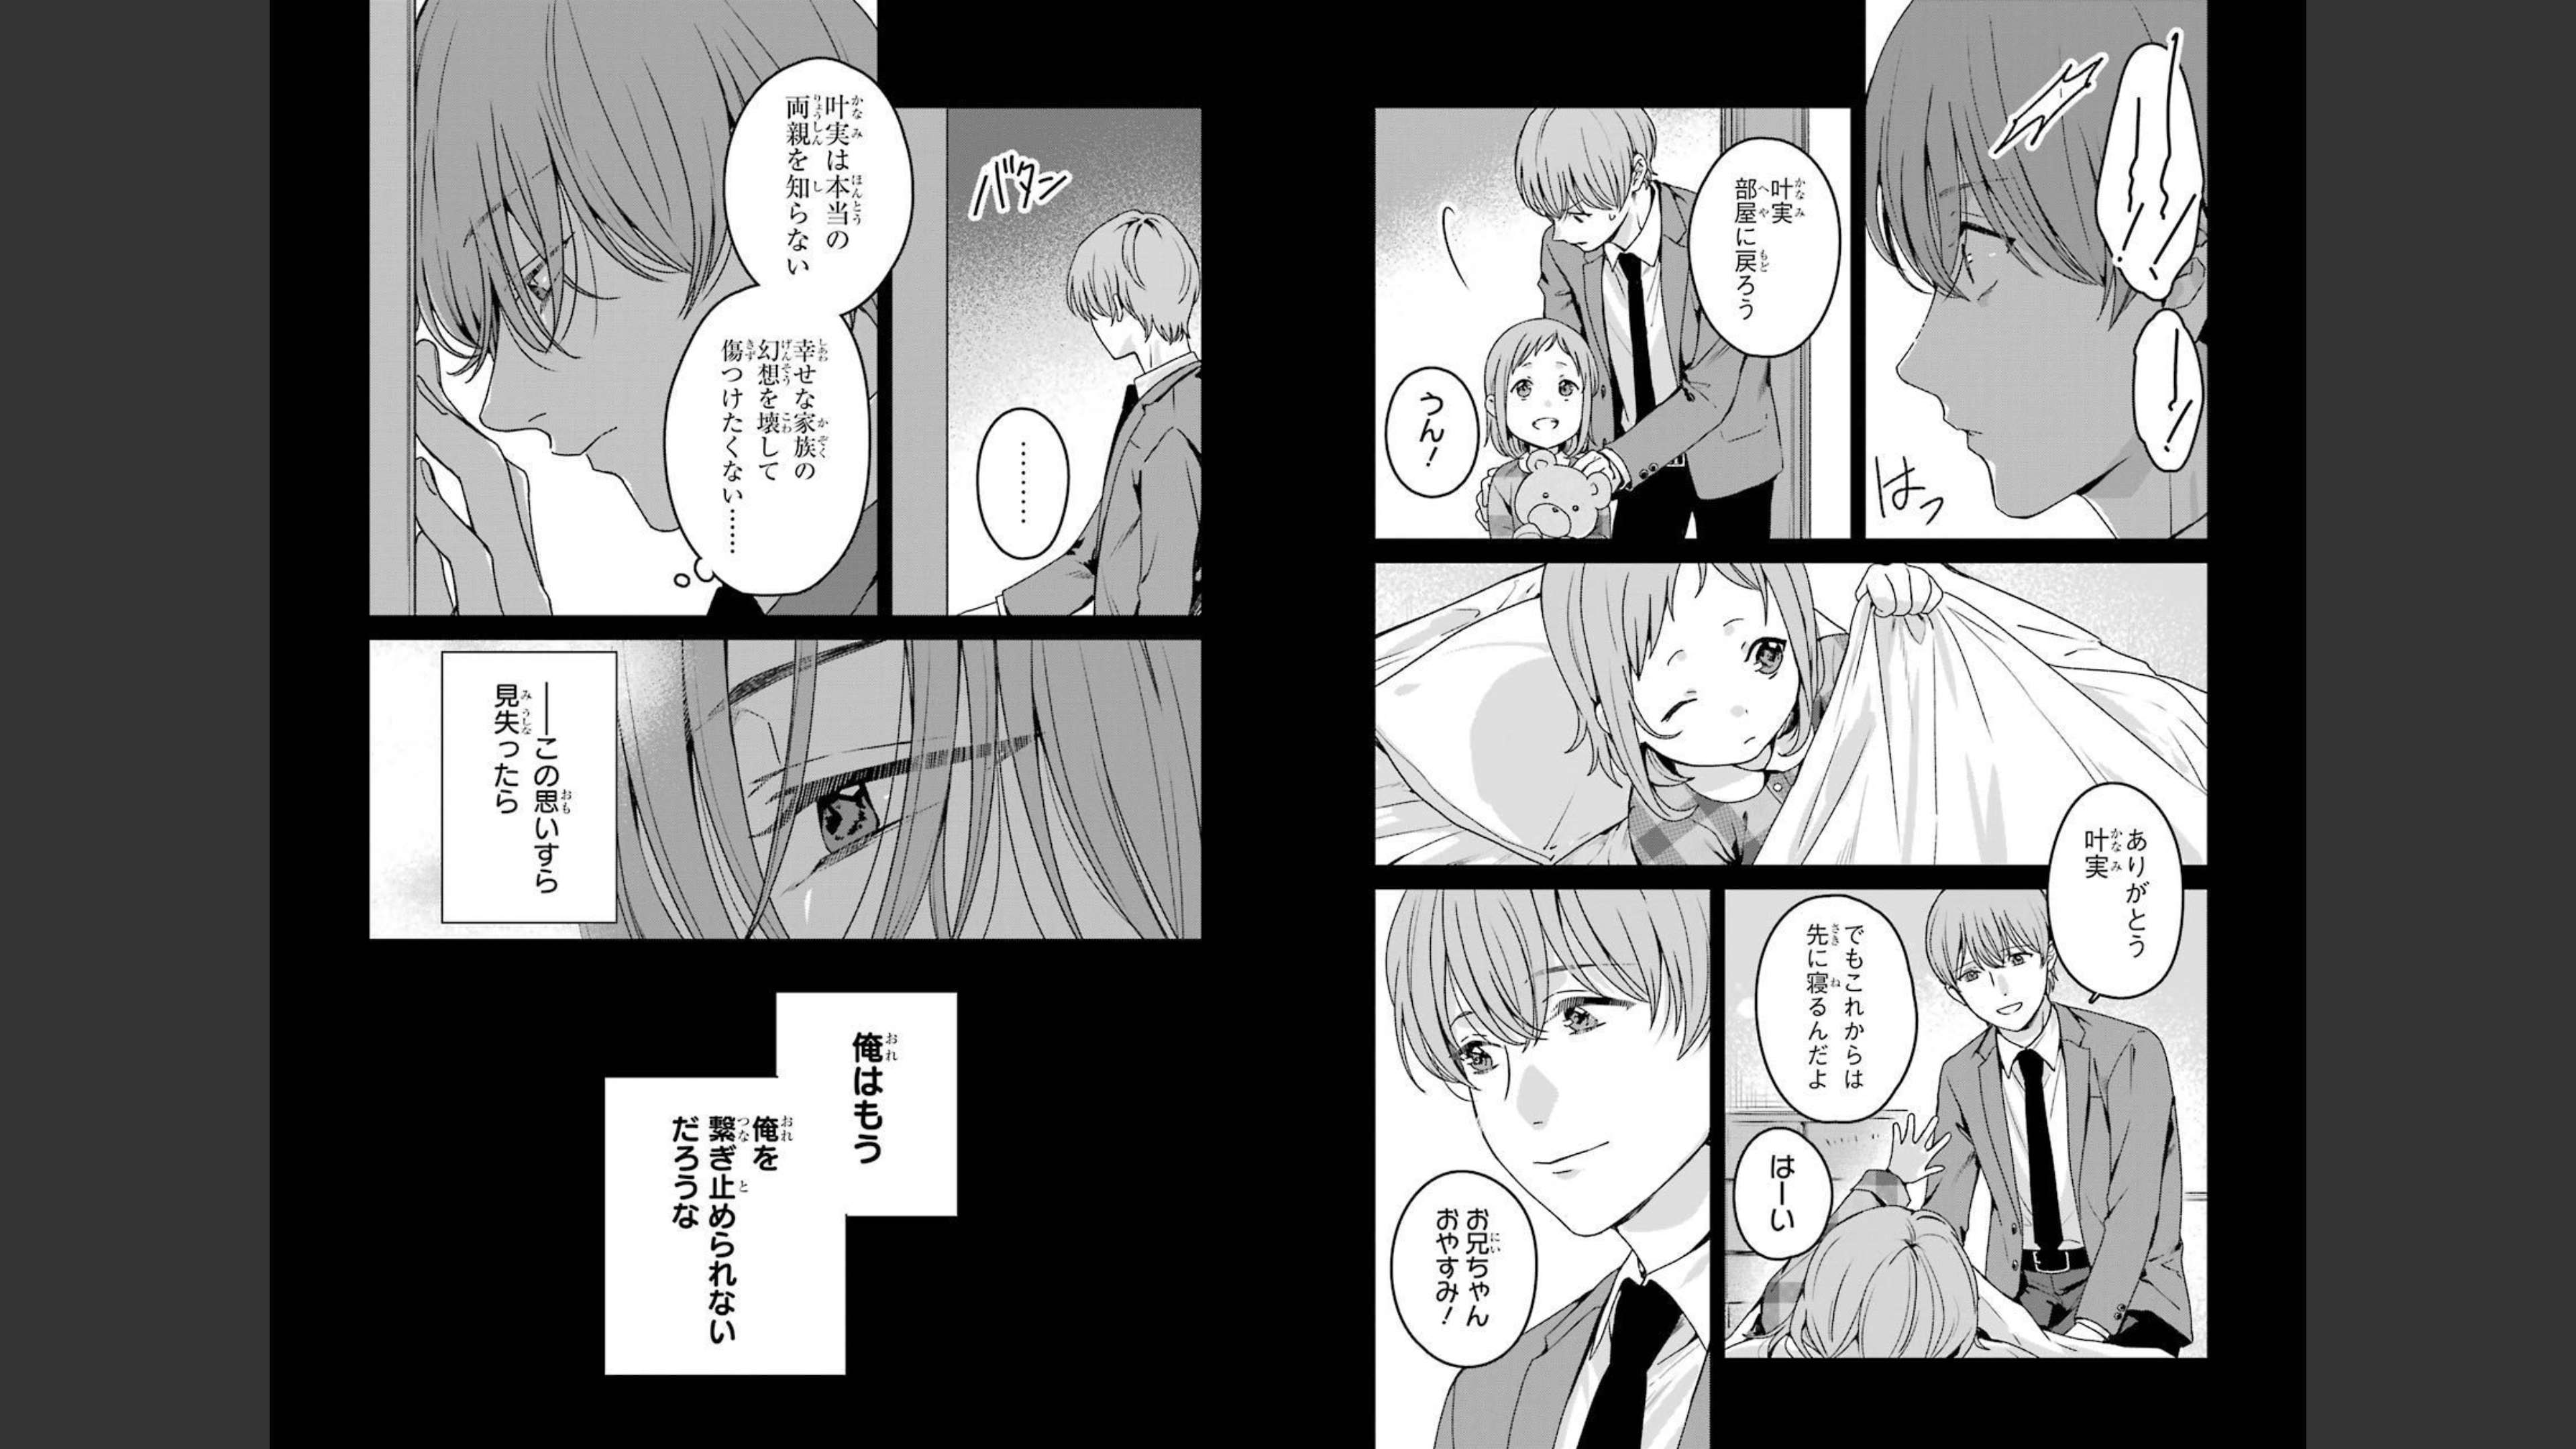 はっ
叶実
部屋に戻ろう
うん!
ありがとう
叶実
でもこれからは
先に寝るんだよ
はーい
お兄ちゃん
おやすみ!
バタン
………
叶実は本当の
両親を知らない
幸せな家族の
幻想を壊して
傷つけたくない……
──この思いすら
見失ったら
俺はもう
俺を
繋ぎ止められない
だろうな